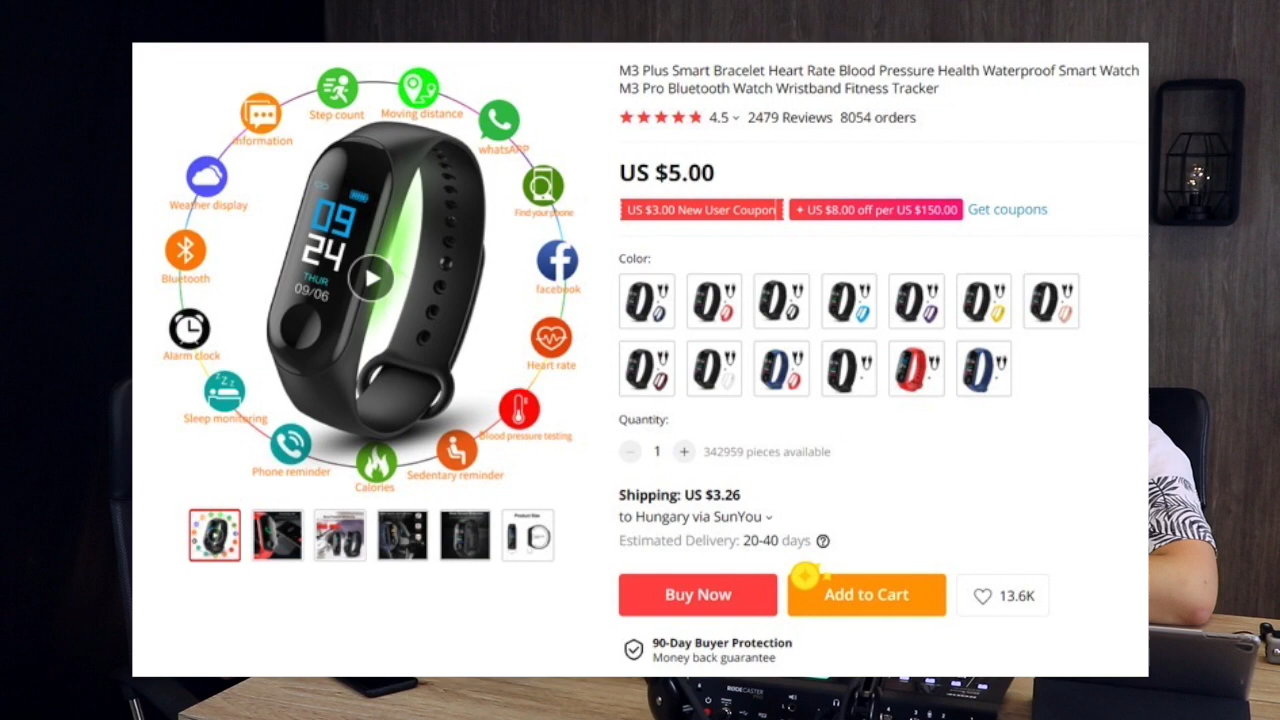 M3 Plus Smart Bracelet Heart Rate Blood Pressure Health Waterproof Smart Watch
M3 Pro Bluetooth Watch Wristband Fitness Tracker
4.5 2479 Reviews 8054 orders
US $5.00
US $3.00 New User Coupon + US $8.00 off per US $150.00 Get coupons
Color:
Quantity:
1 342959 pieces available
Shipping: US $3.26
to Hungary via SunYou
Estimated Delivery: 20-40 days
Buy Now
Add to Cart
13.6K
90-Day Buyer Protection
Money back guarantee
Step count
Moving distance
information
whatsAPP
Weather display
Find your phone
Bluetooth
facebook
Alarm clock
Heart rate
Sleep monitoring
Blood pressure testing
Phone reminder
Sedentary reminder
Calories
09
24
THUR
09/06
Product Size
RØDECASTER